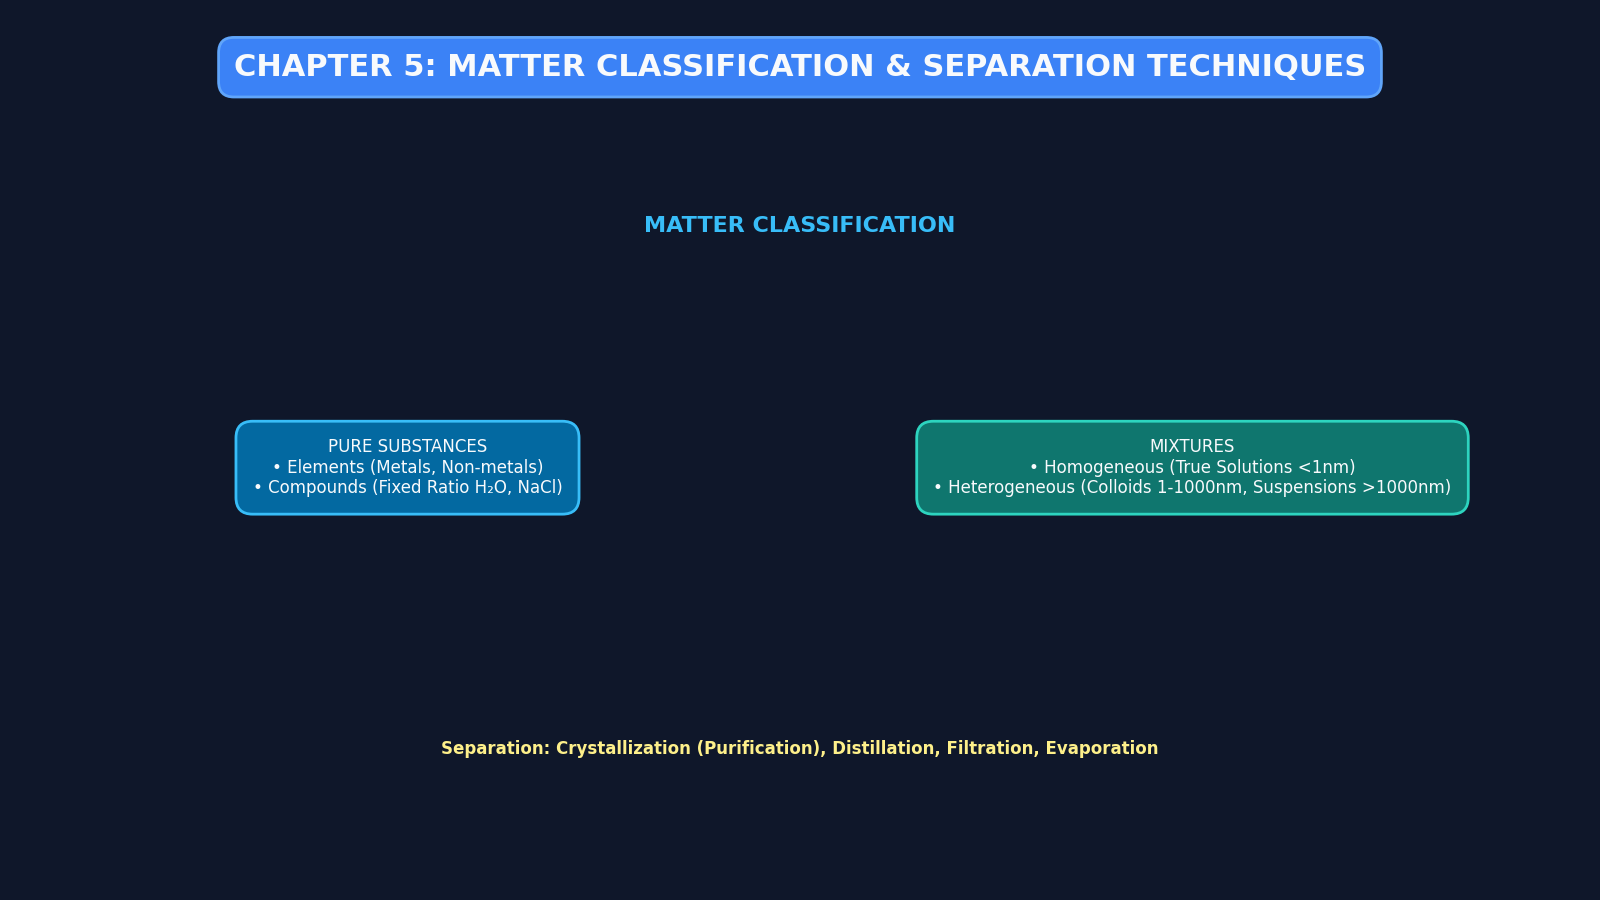 CHAPTER 5: MATTER CLASSIFICATION & SEPARATION TECHNIQUES
MATTER CLASSIFICATION
PURE SUBSTANCES
• Elements (Metals, Non-metals)
• Compounds (Fixed Ratio H₂O, NaCl)
MIXTURES
• Homogeneous (True Solutions <1nm)
• Heterogeneous (Colloids 1-1000nm, Suspensions >1000nm)
Separation: Crystallization (Purification), Distillation, Filtration, Evaporation